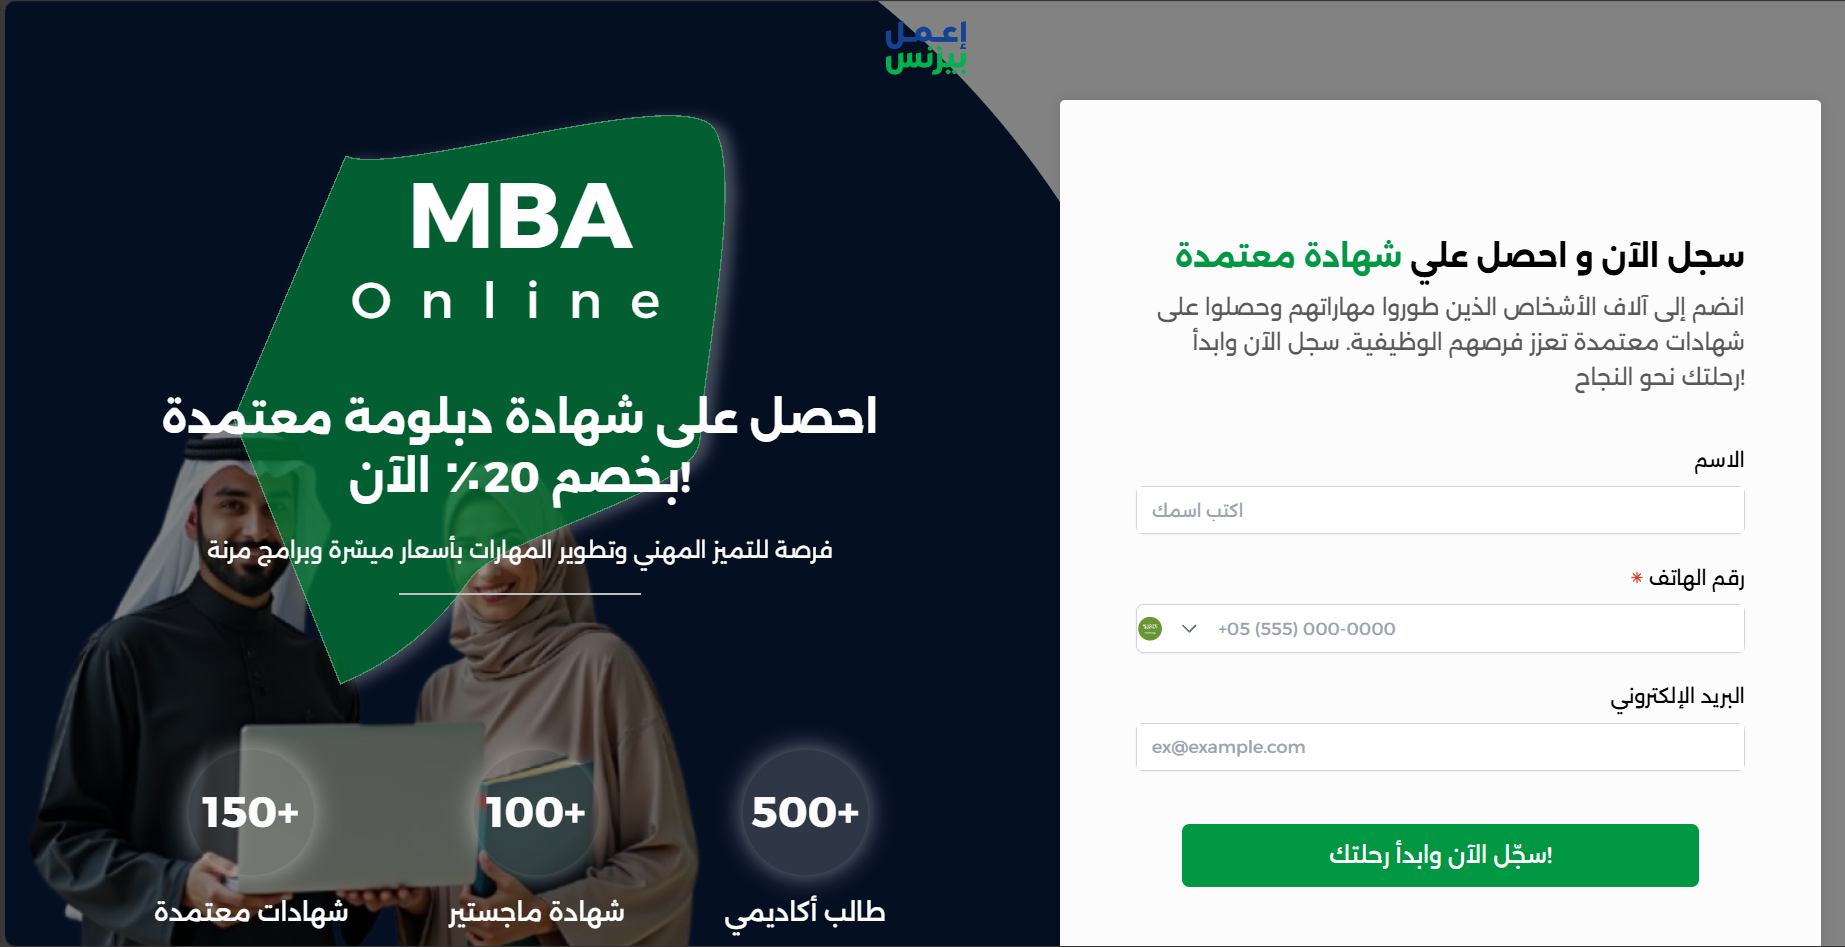 إعمل
بيزنس
MBA
Online
احصل على شهادة دبلومة معتمدة
بخصم 20٪ الآن!
فرصة للتميز المهني وتطوير المهارات بأسعار ميسّرة وبرامج مرنة
500+
طالب أكاديمي
100+
شهادة ماجستير
150+
شهادات معتمدة
سجل الآن و احصل علي شهادة معتمدة
انضم إلى آلاف الأشخاص الذين طوروا مهاراتهم وحصلوا على
شهادات معتمدة تعزز فرصهم الوظيفية. سجل الآن وابدأ
رحلتك نحو النجاح!
الاسم
اكتب اسمك
رقم الهاتف *
+05 (555) 000-0000
البريد الإلكتروني
ex@example.com
سجّل الآن وابدأ رحلتك!